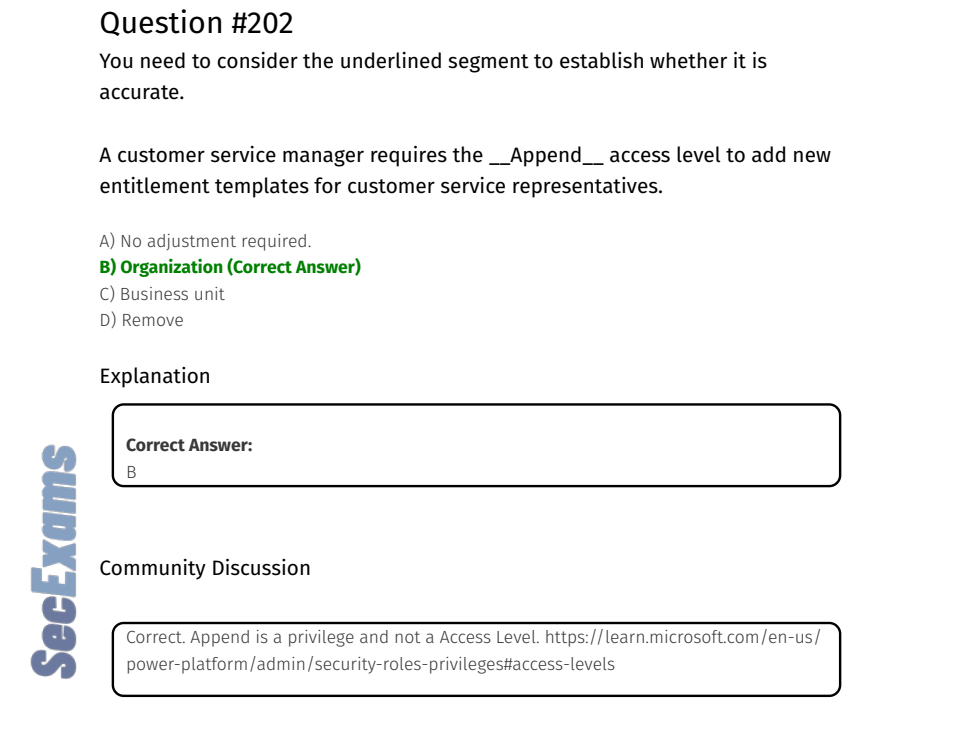 Question #202
You need to consider the underlined segment to establish whether it is
accurate.
A customer service manager requires the __Append__ access level to add new
entitlement templates for customer service representatives.
A) No adjustment required.
B) Organization (Correct Answer)
C) Business unit
D) Remove
Explanation
Correct Answer:
B
SecExams
Community Discussion
Correct. Append is a privilege and not a Access Level. https://learn.microsoft.com/en-us/
power-platform/admin/security-roles-privileges#access-levels